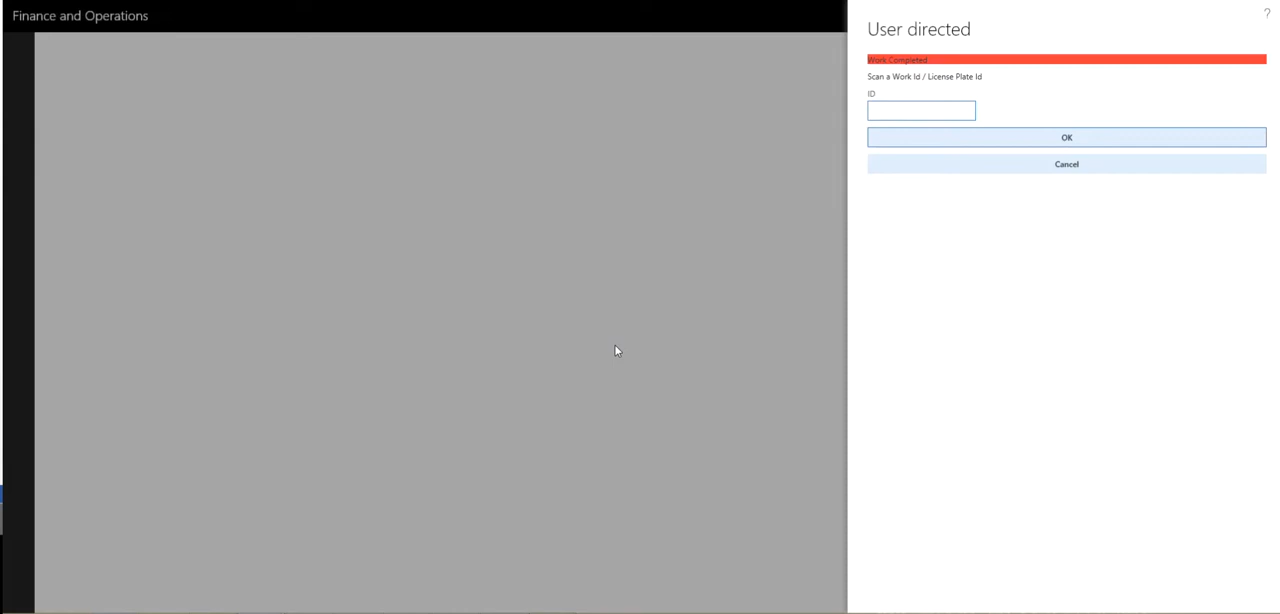 Finance and Operations
?
User directed
Work Completed
Scan a Work Id / License Plate Id
ID
OK
Cancel